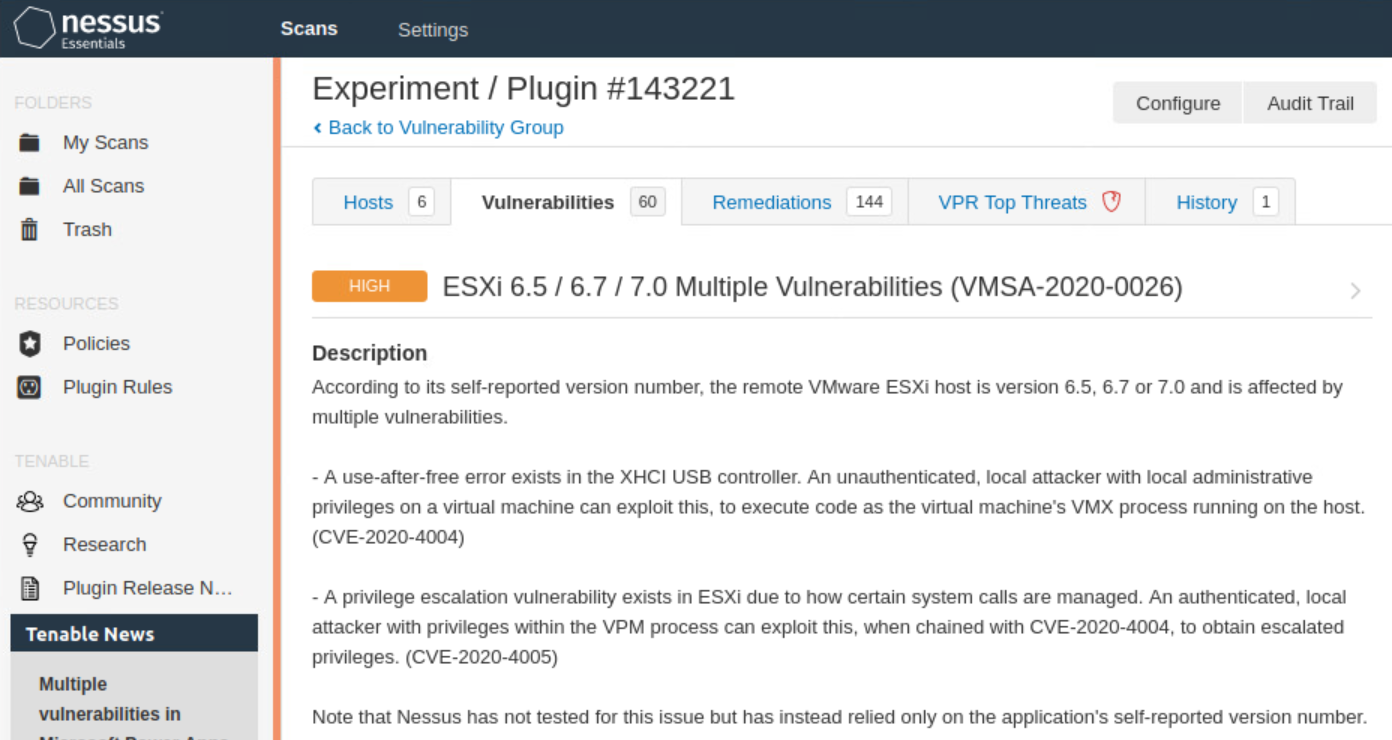 nessus
Essentials
Scans
Settings
FOLDERS
My Scans
All Scans
Trash
RESOURCES
Policies
Plugin Rules
TENABLE
Community
Research
Plugin Release N...
Tenable News
Multiple
vulnerabilities in
Microsoft Power Apps
Experiment / Plugin #143221
Back to Vulnerability Group
Configure
Audit Trail
Hosts 6
Vulnerabilities 60
Remediations 144
VPR Top Threats
History 1
HIGH
ESXi 6.5 / 6.7 / 7.0 Multiple Vulnerabilities (VMSA-2020-0026)
Description
According to its self-reported version number, the remote VMware ESXi host is version 6.5, 6.7 or 7.0 and is affected by
multiple vulnerabilities.
- A use-after-free error exists in the XHCI USB controller. An unauthenticated, local attacker with local administrative
privileges on a virtual machine can exploit this, to execute code as the virtual machine's VMX process running on the host.
(CVE-2020-4004)
- A privilege escalation vulnerability exists in ESXi due to how certain system calls are managed. An authenticated, local
attacker with privileges within the VPM process can exploit this, when chained with CVE-2020-4004, to obtain escalated
privileges. (CVE-2020-4005)
Note that Nessus has not tested for this issue but has instead relied only on the application's self-reported version number.